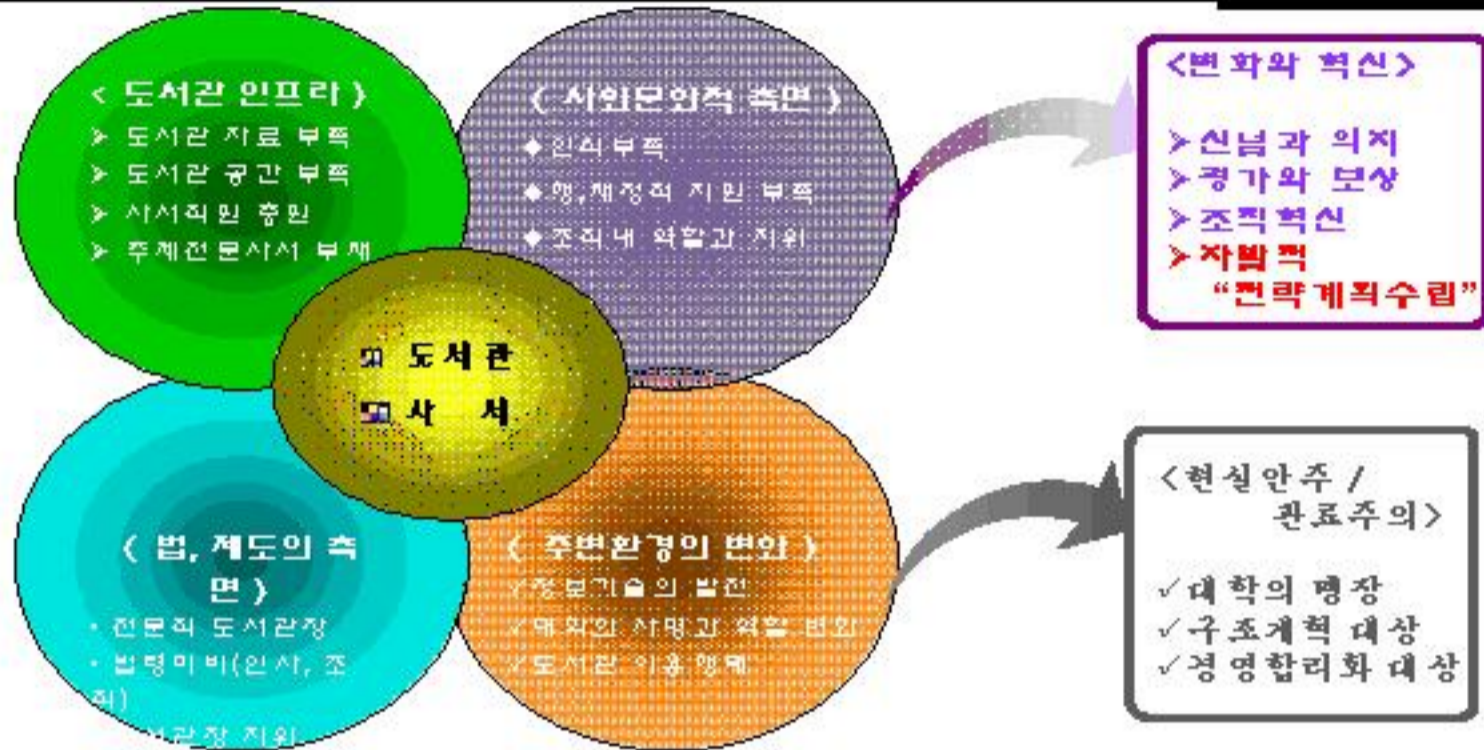 < 도서관 인프라 >
➢ 도서관 자료 부족
➢ 도서관 공간 부족
➢ 사서직원 충원
➢ 주제전문사서 부재
< 사회문화적 측면 >
◆ 인식부족
◆ 행,재정적 지원 부족
◆ 조직내 역할과 지위
도서관
사 서
< 법, 제도의 측
면 >
· 전문직 도서관장
· 법령미비(인사, 조
직)
관장 지위
< 주변환경의 변화 >
✓정보기술의 발전
✓대학의 사명과 역할 변화
✓도서관 이용행태
<변화와 혁신>
➢신념과 의지
➢평가와 보상
➢조직혁신
➢자발적
“전략계획수립”
<현실안주 /
관료주의>
✓대학의 맹장
✓구조개혁 대상
✓경영합리화 대상